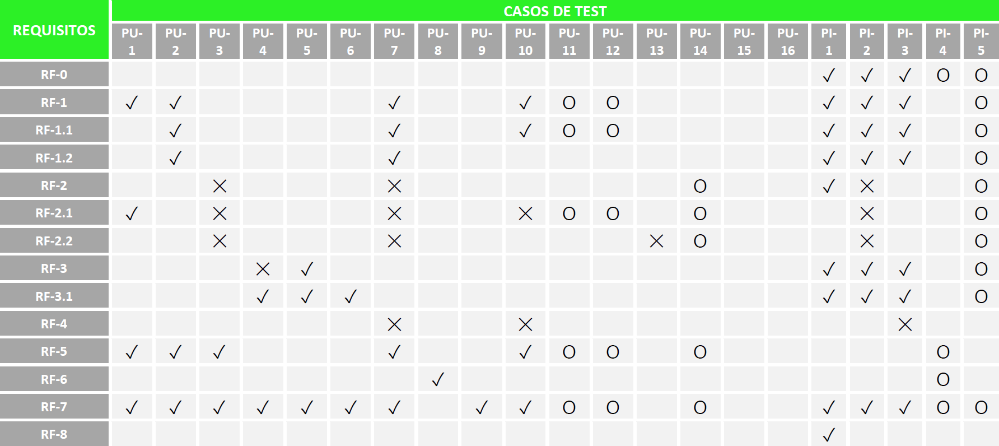 REQUISITOS CASOS DE TEST
PU-1 PU-2 PU-3 PU-4 PU-5 PU-6 PU-7 PU-8 PU-9 PU-10 PU-11 PU-12 PU-13 PU-14 PU-15 PU-16 PI-1 PI-2 PI-3 PI-4 PI-5
RF-0 ✓ ✓ ✓ O O
RF-1 ✓ ✓ ✓ ✓ O O ✓ ✓ ✓ O
RF-1.1 ✓ ✓ ✓ O O ✓ ✓ ✓ O
RF-1.2 ✓ ✓ ✓ ✓ ✓ O
RF-2 ✕ ✕ O ✓ ✕ O
RF-2.1 ✓ ✕ ✕ ✕ O O O ✕ O
RF-2.2 ✕ ✕ ✕ O ✕ O
RF-3 ✕ ✓ ✓ ✓ ✓ O
RF-3.1 ✓ ✓ ✓ ✓ ✓ ✓ O
RF-4 ✕ ✕ ✕
RF-5 ✓ ✓ ✓ ✓ ✓ O O O O
RF-6 ✓ O
RF-7 ✓ ✓ ✓ ✓ ✓ ✓ ✓ ✓ ✓ O O O ✓ ✓ ✓ O O
RF-8 ✓